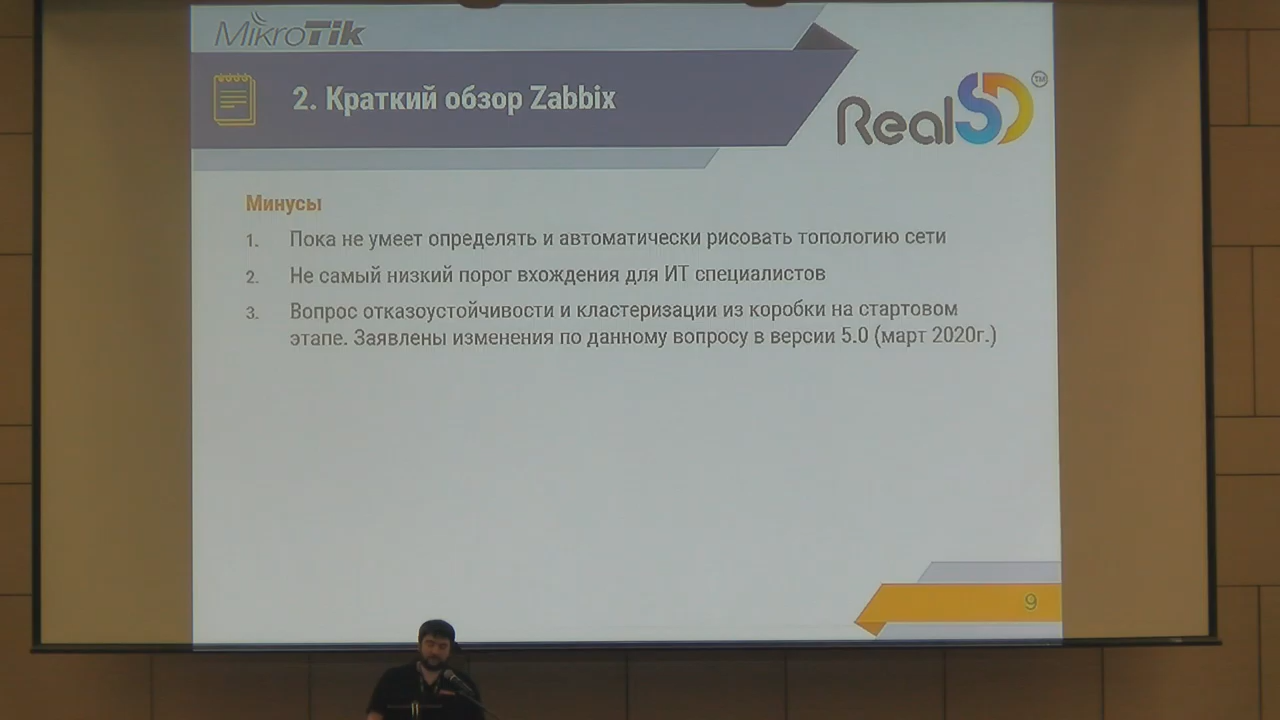 MikroTik
2. Краткий обзор Zabbix
RealSD TM
Минусы
1. Пока не умеет определять и автоматически рисовать топологию сети
2. Не самый низкий порог вхождения для ИТ специалистов
3. Вопрос отказоустойчивости и кластеризации из коробки на стартовом
этапе. Заявлены изменения по данному вопросу в версии 5.0 (март 2020г.)
9